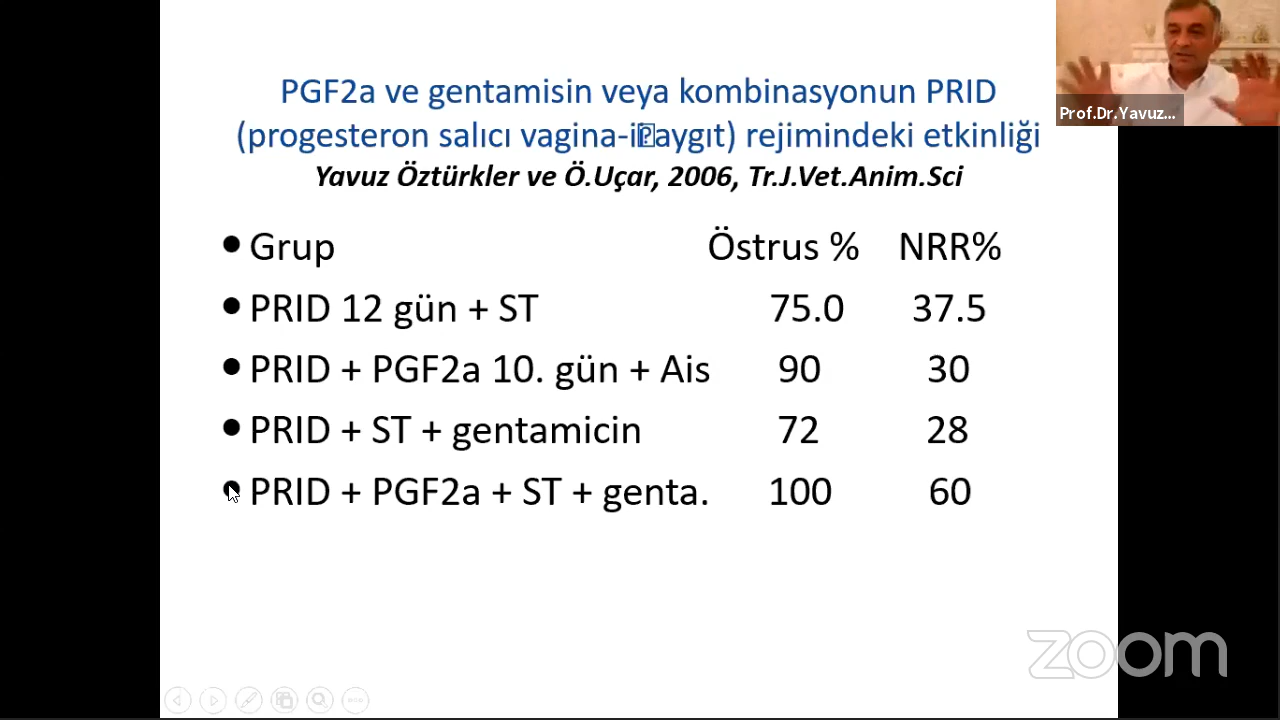 PGF2a ve gentamisin veya kombinasyonun PRID
(progesteron salıcı vagina-i�aygıt) rejimindeki etkinliği
Yavuz Öztürkler ve Ö.Uçar, 2006, Tr.J.Vet.Anim.Sci
Prof.Dr.Yavuz...
• Grup Östrus % NRR%
• PRID 12 gün + ST 75.0 37.5
• PRID + PGF2a 10. gün + Ais 90 30
• PRID + ST + gentamicin 72 28
• PRID + PGF2a + ST + genta. 100 60
zoom